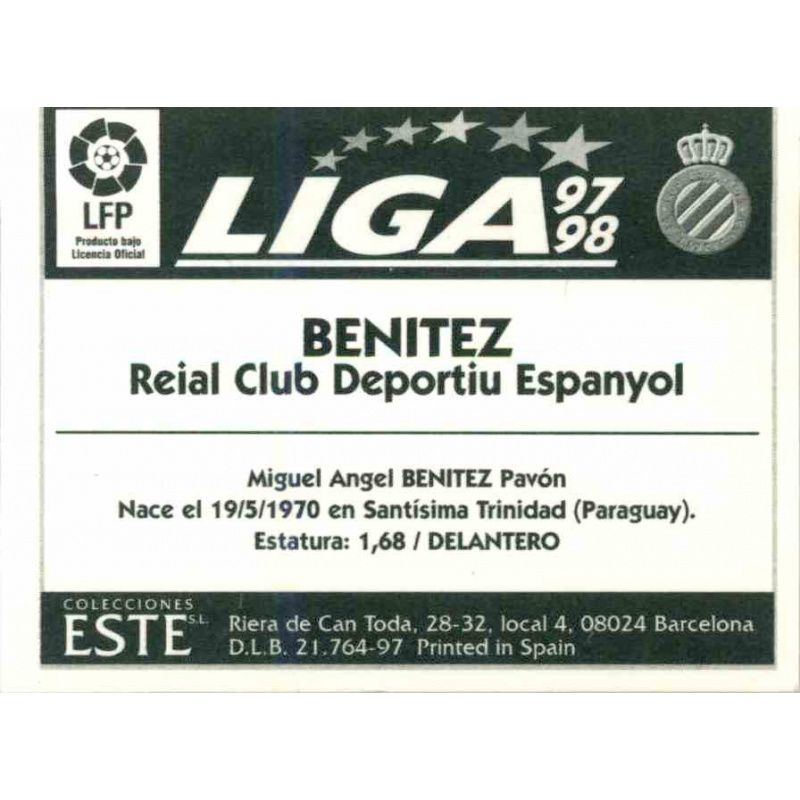 LFP
Producto bajo
Licencia Oficial
LIGA 97
98
BENITEZ
Reial Club Deportiu Espanyol
Miguel Angel BENITEZ Pavón
Nace el 19/5/1970 en Santísima Trinidad (Paraguay).
Estatura: 1,68 / DELANTERO
COLECCIONES
ESTE S.L.
Riera de Can Toda, 28-32, local 4, 08024 Barcelona
D.L.B. 21.764-97 Printed in Spain